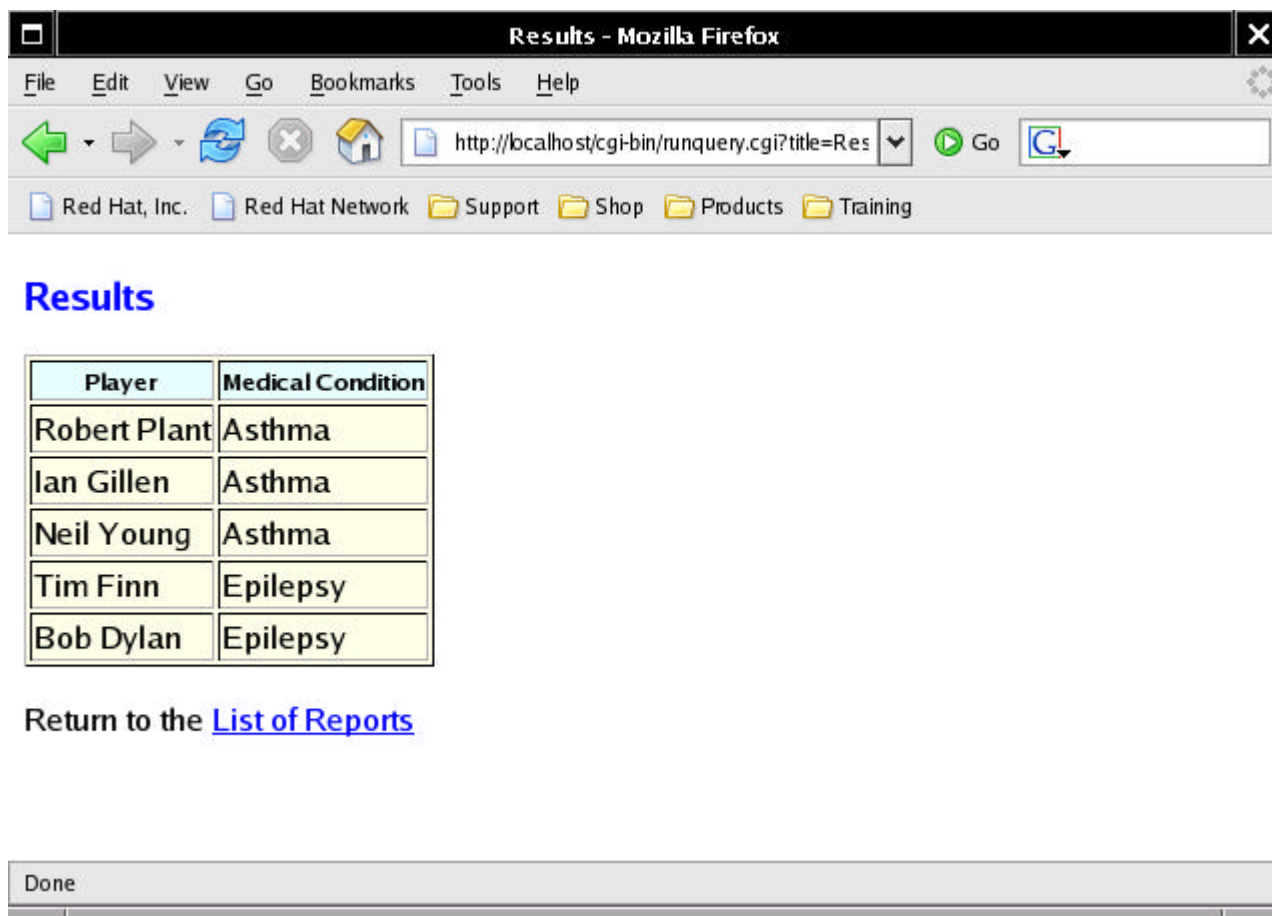 Results - Mozilla Firefox
File Edit View Go Bookmarks Tools Help
http://localhost/cgi-bin/runquery.cgi?title=Res Go G
Red Hat, Inc. Red Hat Network Support Shop Products Training
Results
Player Medical Condition
Robert Plant Asthma
Ian Gillen Asthma
Neil Young Asthma
Tim Finn Epilepsy
Bob Dylan Epilepsy
Return to the List of Reports
Done